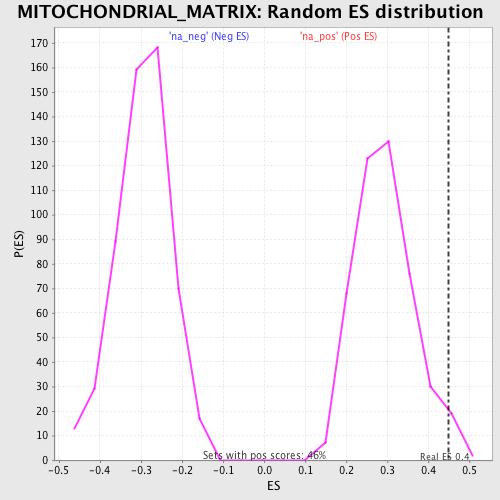 MITOCHONDRIAL_MATRIX: Random ES distribution
'na_neg' (Neg ES) 'na_pos' (Pos ES)
170
160
150
140
130
120
110
100
90
80
70
60
50
40
30
20
10
0
P(ES)
Sets with pos scores: 46%
Real ES 0.4
-0.5 -0.4 -0.3 -0.2 -0.1 0.0 0.1 0.2 0.3 0.4 0.5
ES